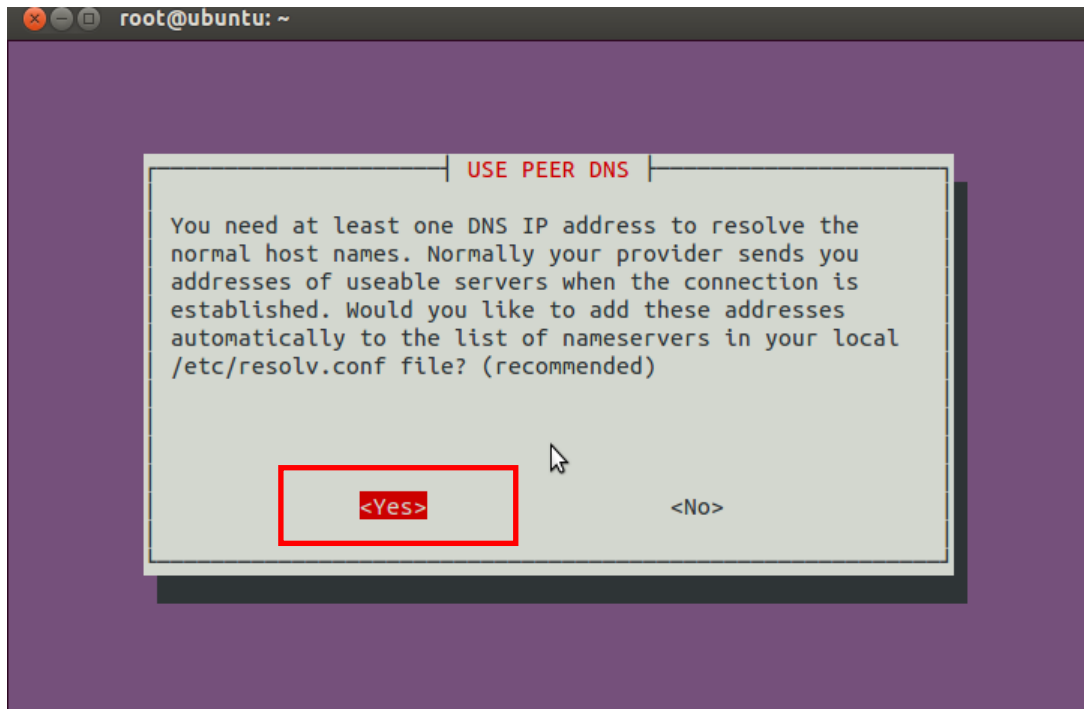 root@ubuntu: ~
USE PEER DNS
You need at least one DNS IP address to resolve the
normal host names. Normally your provider sends you
addresses of useable servers when the connection is
established. Would you like to add these addresses
automatically to the list of nameservers in your local
/etc/resolv.conf file? (recommended)
<Yes> <No>